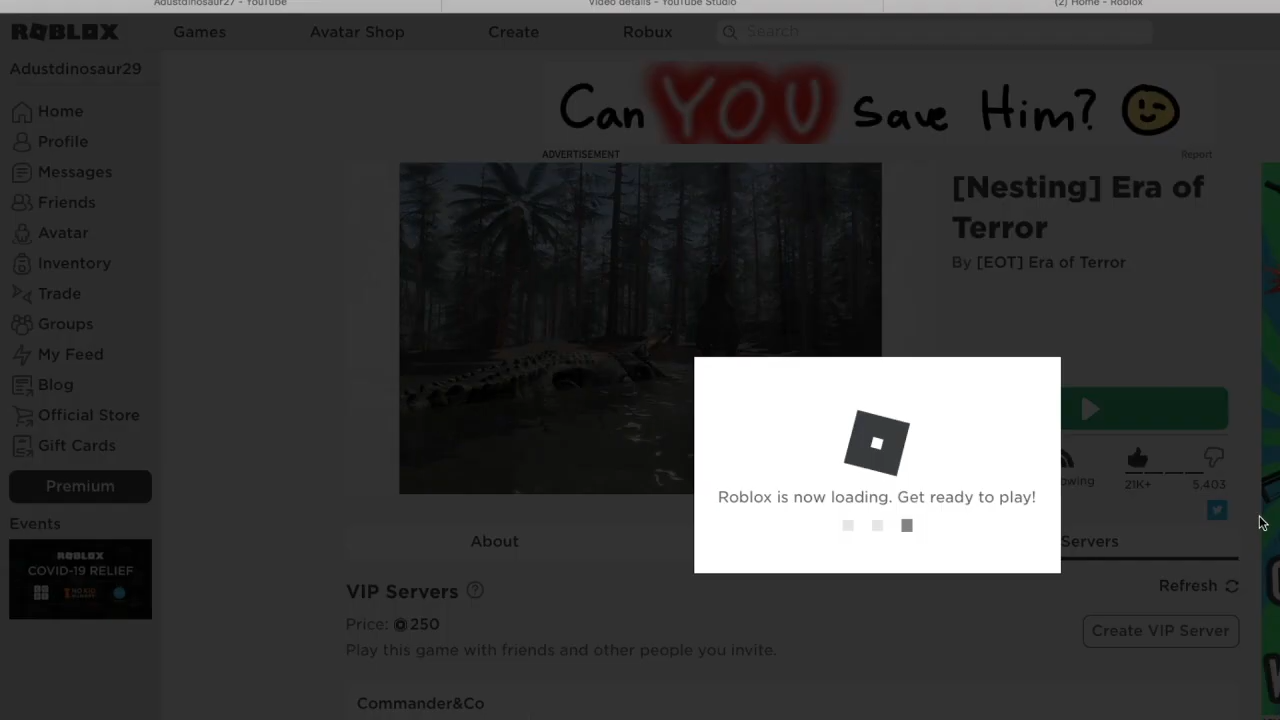 Adustdinosaur27 - YouTube
Video details - YouTube Studio
(2) Home - Roblox
ROBLOX
Games
Avatar Shop
Create
Robux
Search
Adustdinosaur29
Home
Profile
Messages
Friends
Avatar
Inventory
Trade
Groups
My Feed
Blog
Official Store
Gift Cards
Premium
Events
ROBLOX
COVID-19 RELIEF
Can YOU Save Him?
ADVERTISEMENT
Report
[Nesting] Era of
Terror
By [EOT] Era of Terror
21K+
5,403
Roblox is now loading. Get ready to play!
About
Servers
VIP Servers
Refresh
Price: 250
Create VIP Server
Play this game with friends and other people you invite.
Commander&Co